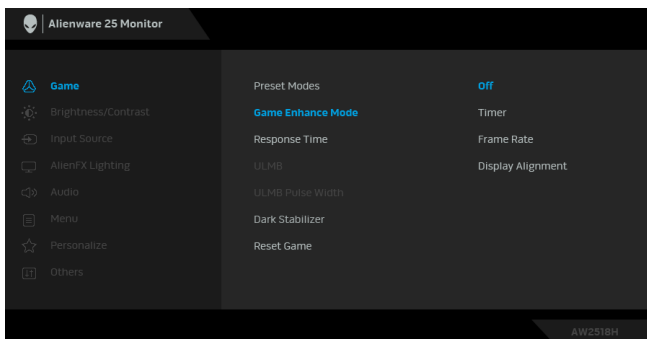 Alienware 25 Monitor
Game
Preset Modes
Off
Brightness/Contrast
Game Enhance Mode
Timer
Input Source
Response Time
Frame Rate
AlienFX Lighting
ULMB
Display Alignment
Audio
ULMB Pulse Width
Menu
Dark Stabilizer
Personalize
Reset Game
Others
AW2518H